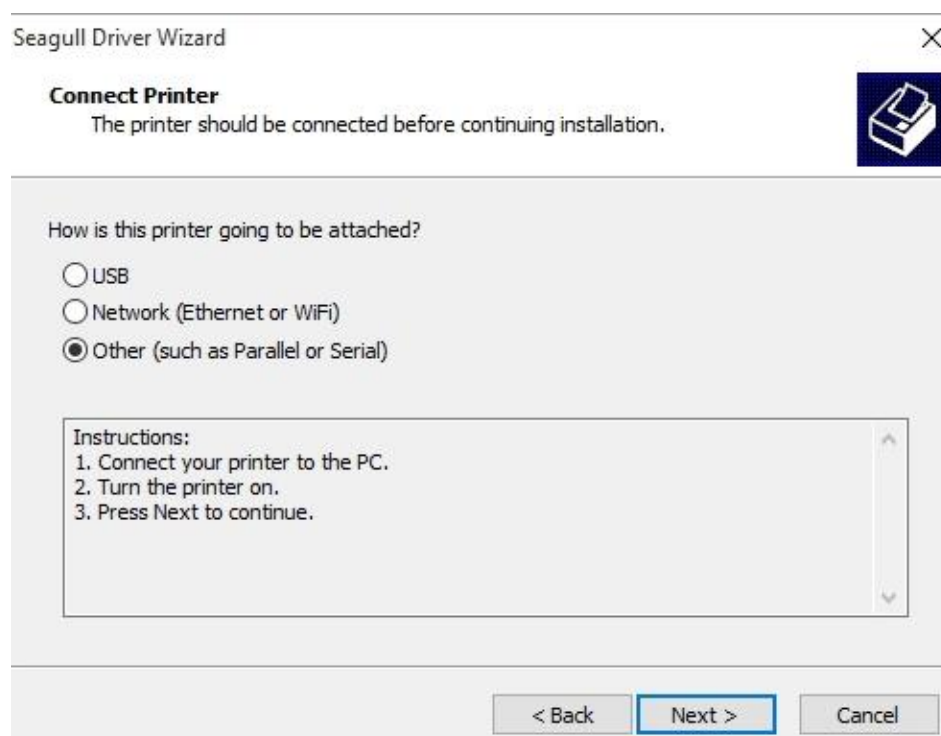 Seagull Driver Wizard
Connect Printer
The printer should be connected before continuing installation.
How is this printer going to be attached?
USB
Network (Ethernet or WiFi)
Other (such as Parallel or Serial)
Instructions:
1. Connect your printer to the PC.
2. Turn the printer on.
3. Press Next to continue.
< Back Next > Cancel